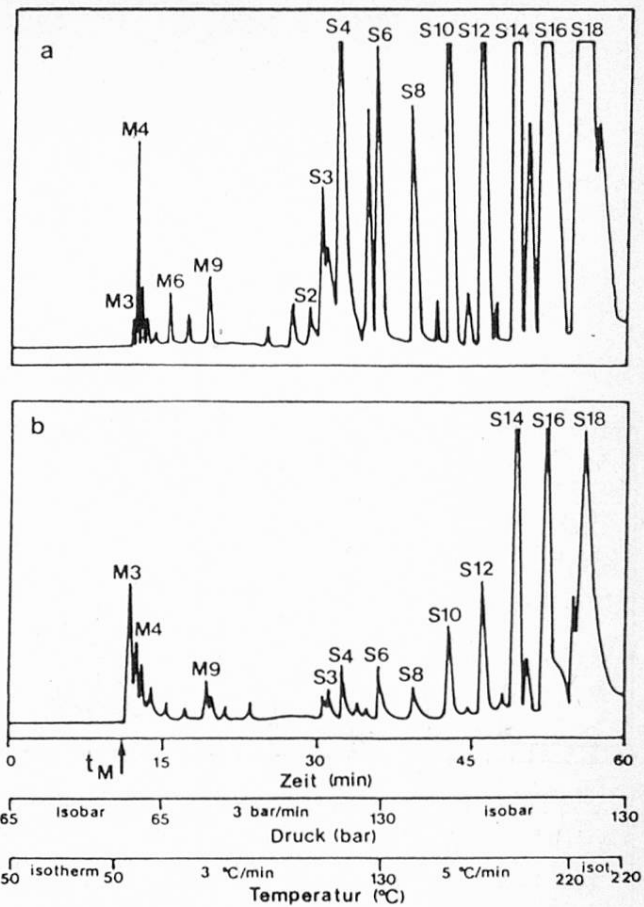 a
S4 S6 S10 S12 S14 S16 S18
S8
M4
S3
M6 M9
M3 S2
b
S14 S16 S18
M3
S12
M4
S10
M9
S3 S4 S6 S8
0 15 30 45 60
tM
Zeit (min)
isobar 3 bar/min isobar
65 65 130 130
Druck (bar)
isotherm 3 °C/min 5 °C/min isot.
50 50 130 220 220
Temperatur (°C)